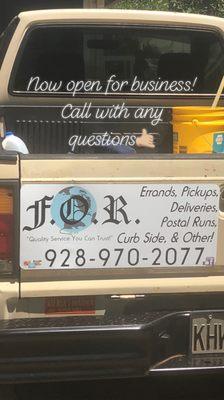 Now open for business!
Call with any
questions
F.O.R.
"Quality Service You Can Trust"
Errands, Pickups,
Deliveries,
Postal Runs,
Curb Side, & Other!
928-970-2077
KHW